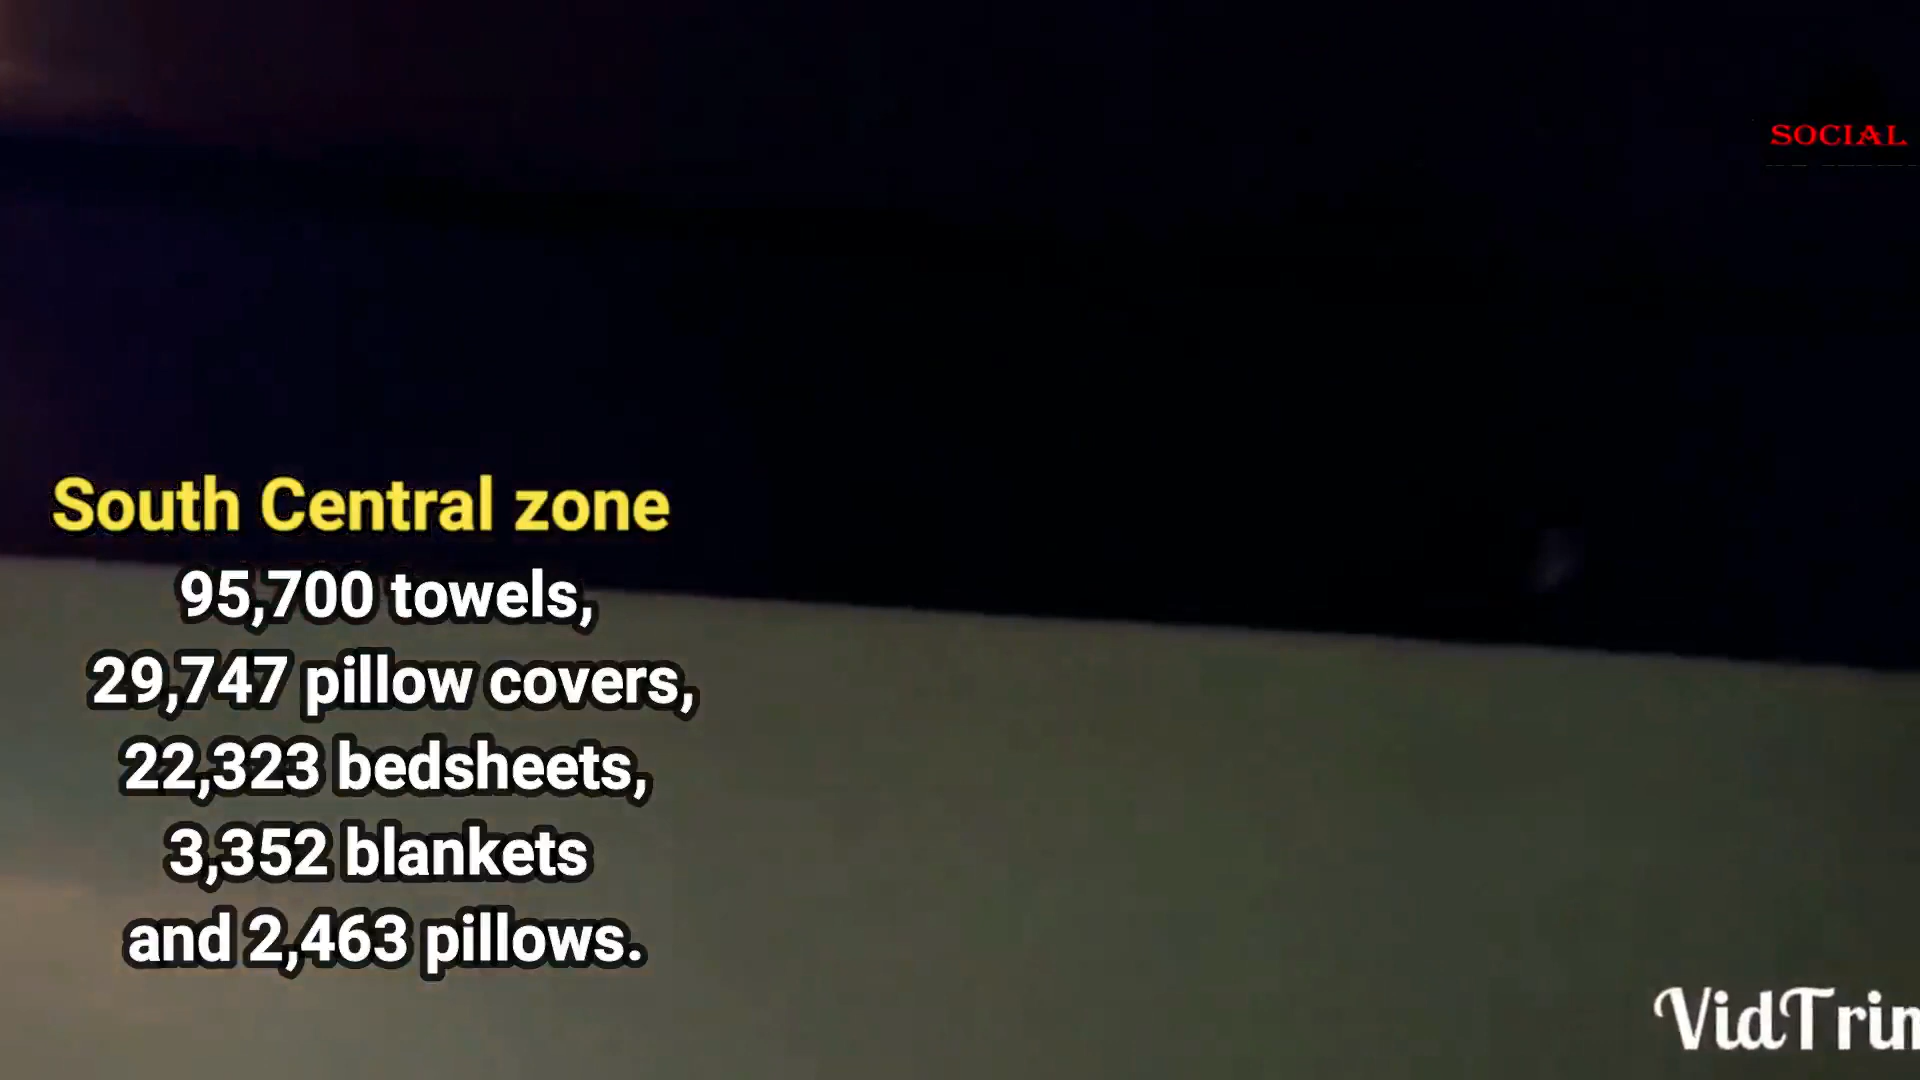 SOCIAL
South Central zone
95,700 towels,
29,747 pillow covers,
22,323 bedsheets,
3,352 blankets
and 2,463 pillows.